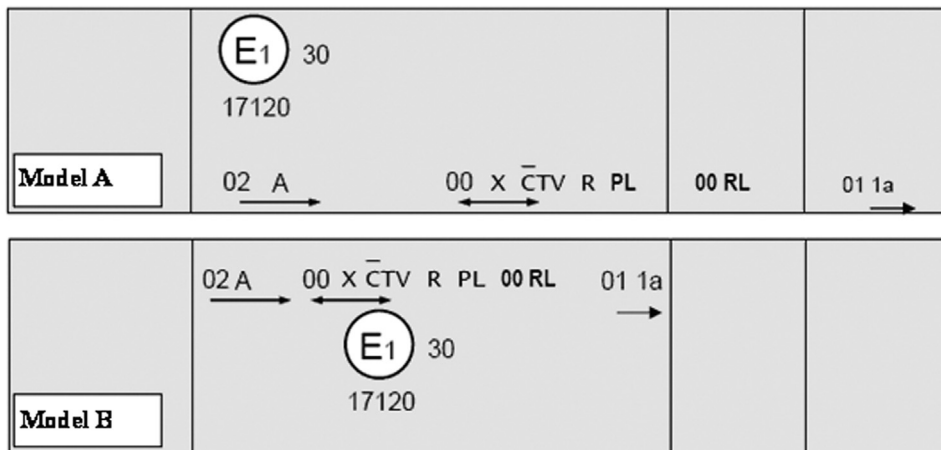 E1 30
17120
Model A
02 A 00 X C̅TV R PL 00 RL 01 1a
02 A 00 X C̅TV R PL 00 RL 01 1a
E1 30
17120
Model B